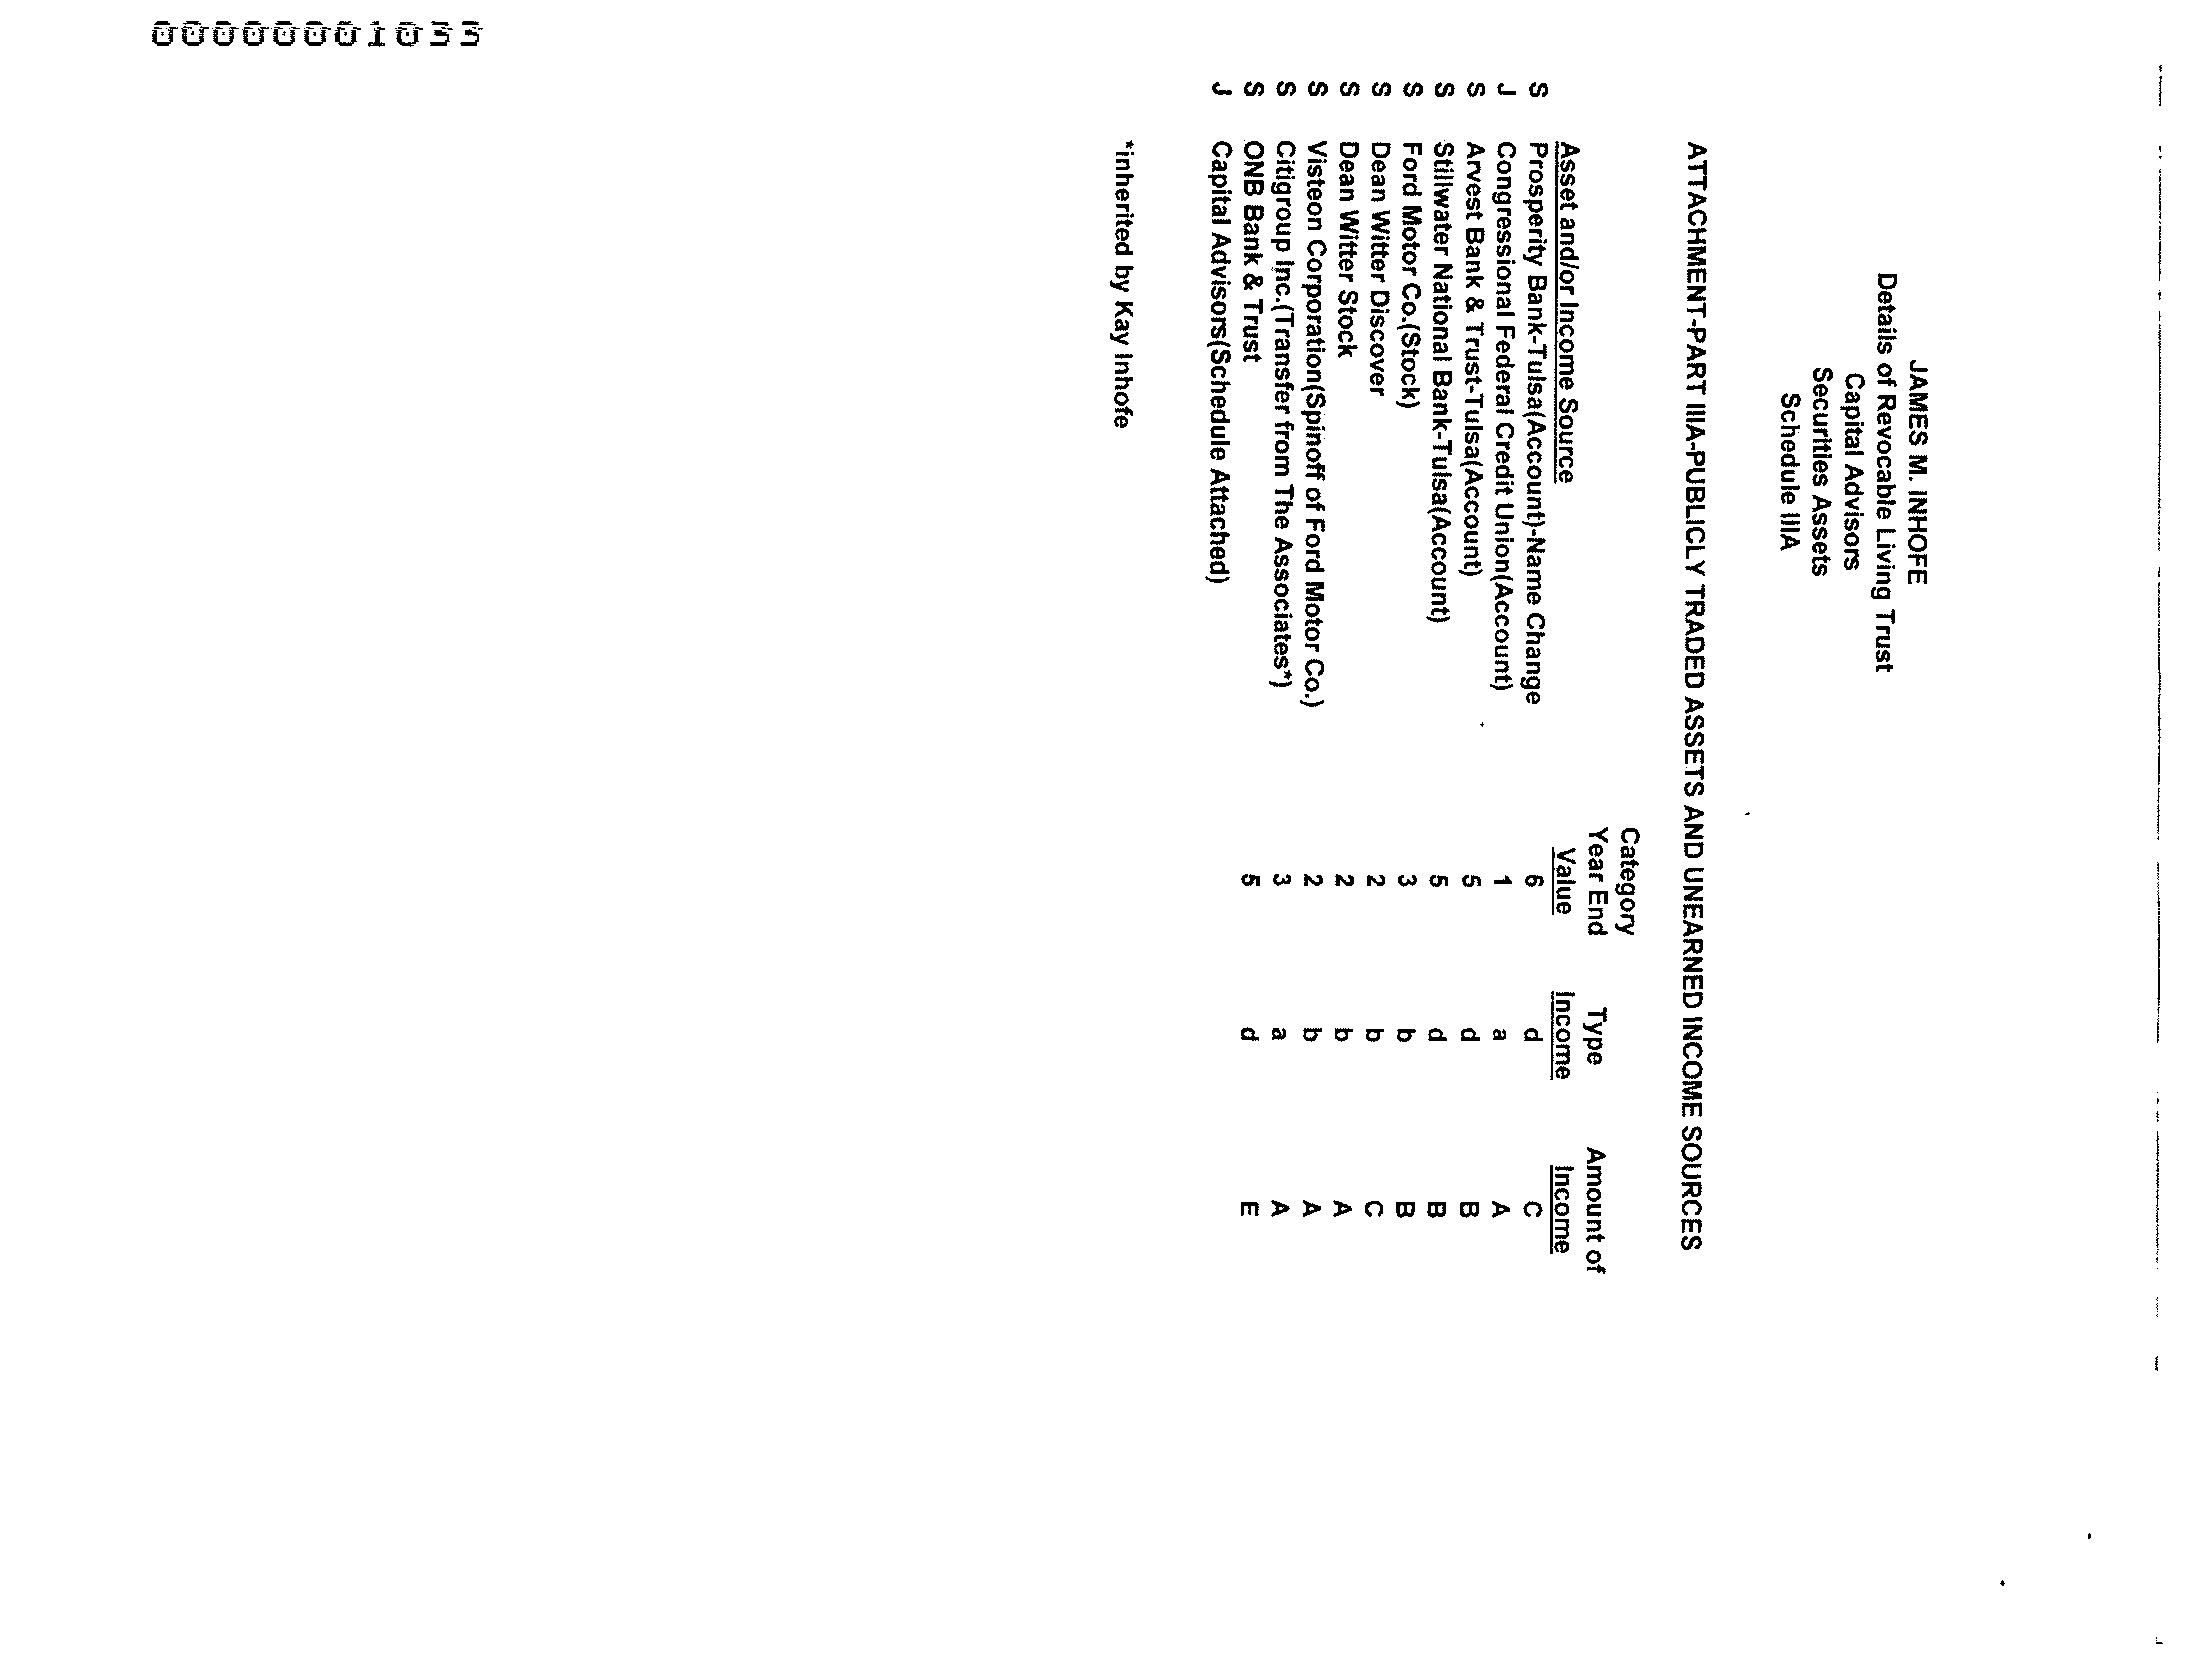 JAMES M. INHOFE
Details of Revocable Living Trust
Capital Advisors
Securities Assets
Schedule IIIA
ATTACHMENT-PART IIIA-PUBLICLY TRADED ASSETS AND UNEARNED INCOME SOURCES
Category
Year End Type Amount of
Asset and/or Income Source Value Income Income
S Prosperity Bank-Tulsa(Account)-Name Change 6 d C
J Congressional Federal Credit Union(Account) 1 a A
S Arvest Bank & Trust-Tulsa(Account) 5 d B
S Stillwater National Bank-Tulsa(Account) 5 d B
S Ford Motor Co.(Stock) 3 b B
S Dean Witter Discover 2 b C
S Dean Witter Stock 2 b A
S Visteon Corporation(Spinoff of Ford Motor Co.) 2 b A
S Citigroup Inc.(Transfer from The Associates*) 3 a A
S ONB Bank & Trust 5 d E
J Capital Advisors(Schedule Attached)
*inherited by Kay Inhofe
00000001055